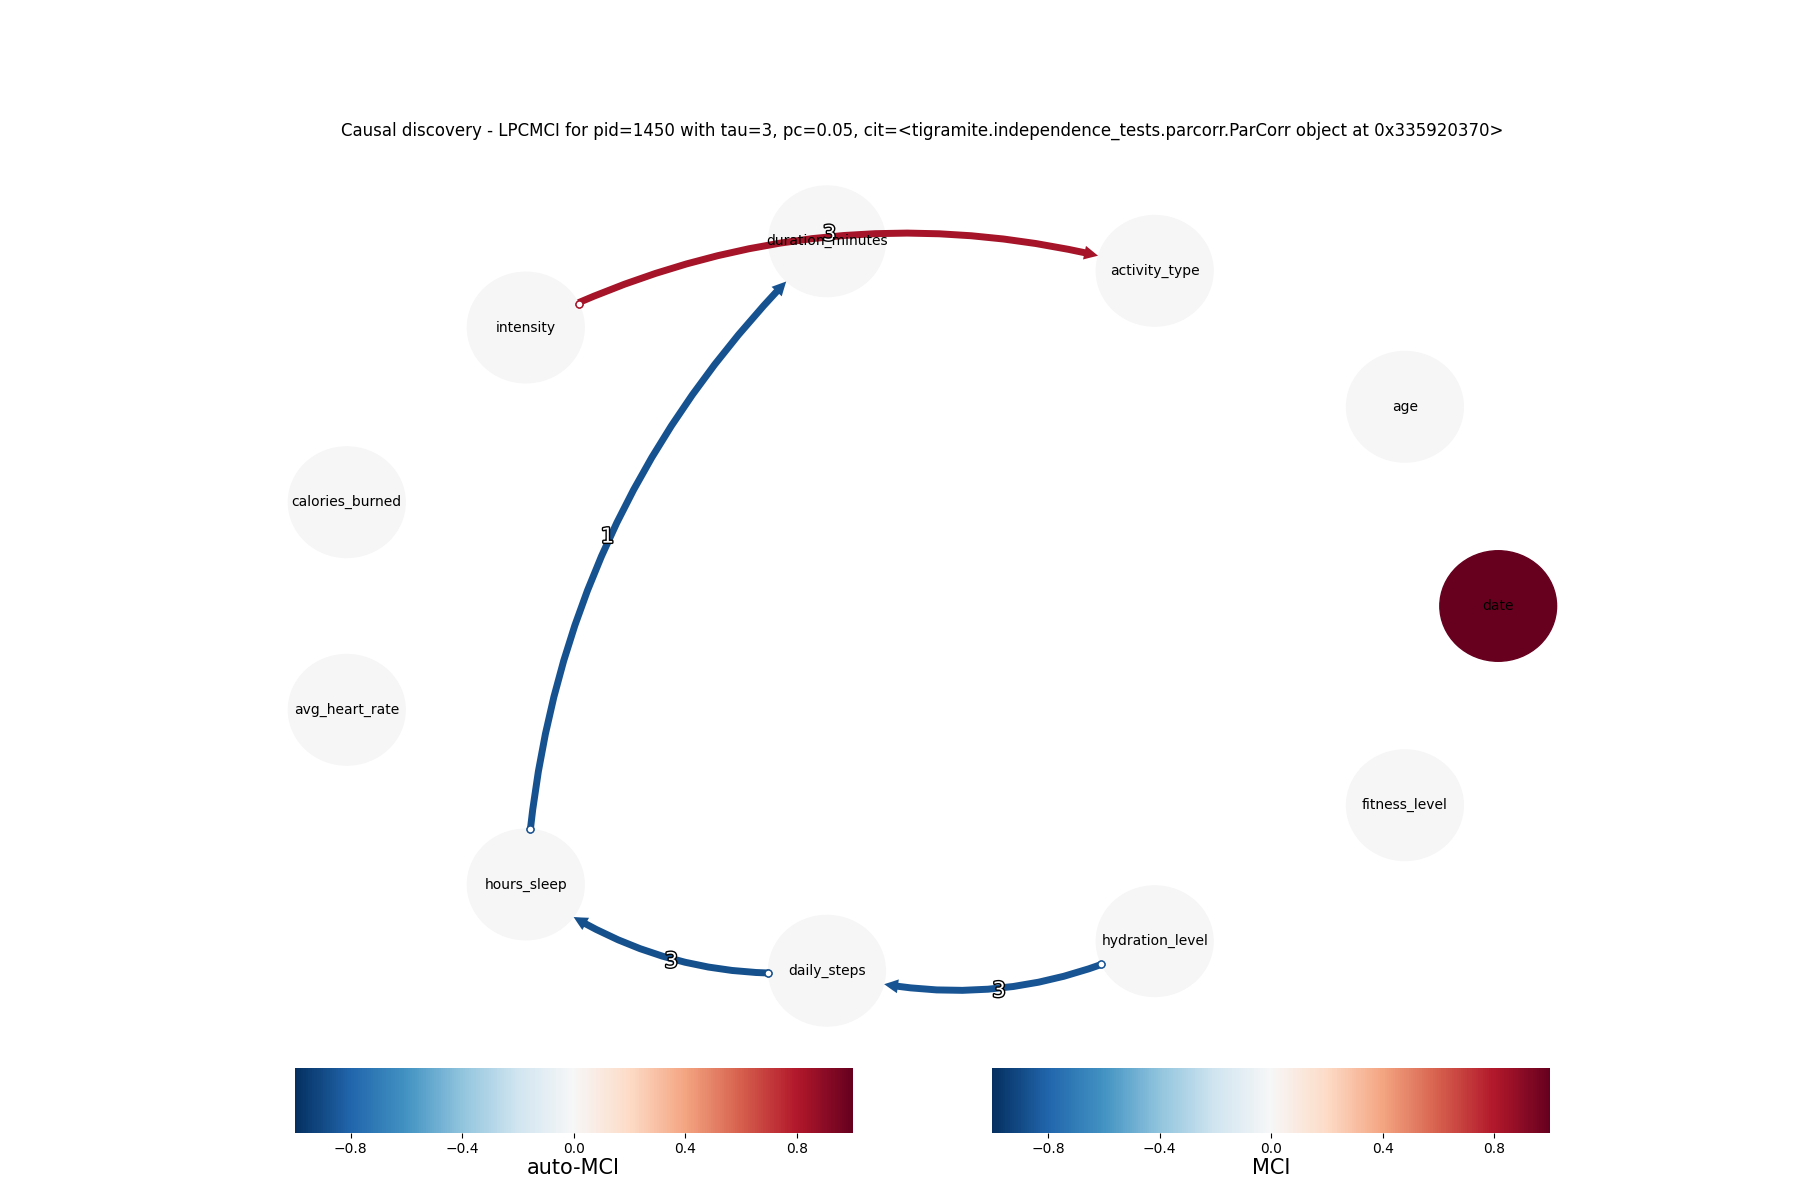 Causal discovery - LPCMCI for pid=1450 with tau=3, pc=0.05, cit=<tigramite.independence_tests.parcorr.ParCorr object at 0x335920370>
3
duration_minutes
activity_type
intensity
age
calories_burned
1
date
avg_heart_rate
fitness_level
hours_sleep
hydration_level
3
daily_steps
3
−0.8 −0.4 0.0 0.4 0.8
auto-MCI
−0.8 −0.4 0.0 0.4 0.8
MCI